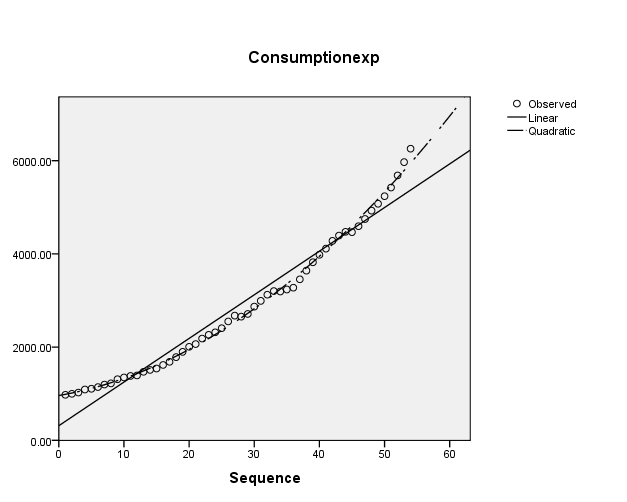 Consumptionexp
Observed
Linear
Quadratic
6000.00
4000.00
2000.00
0.00
0 10 20 30 40 50 60
Sequence